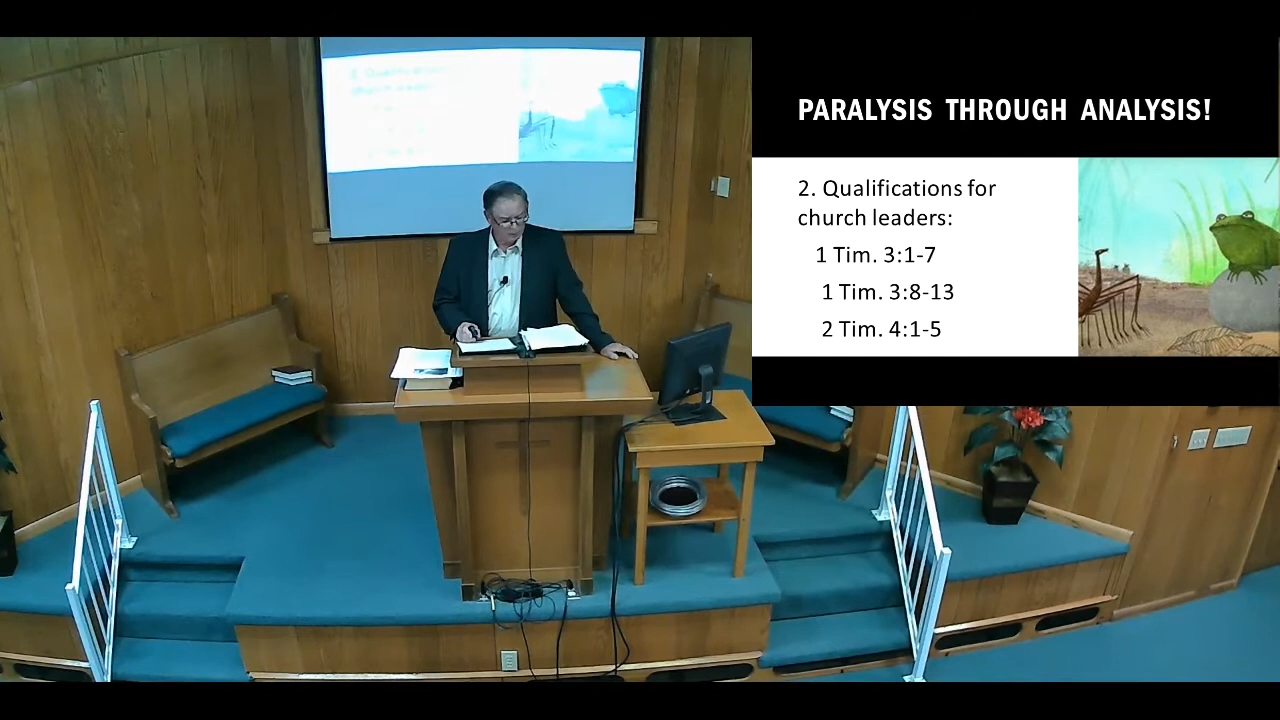 PARALYSIS THROUGH ANALYSIS!
2. Qualifications for
church leaders:
1 Tim. 3:1-7
1 Tim. 3:8-13
2 Tim. 4:1-5